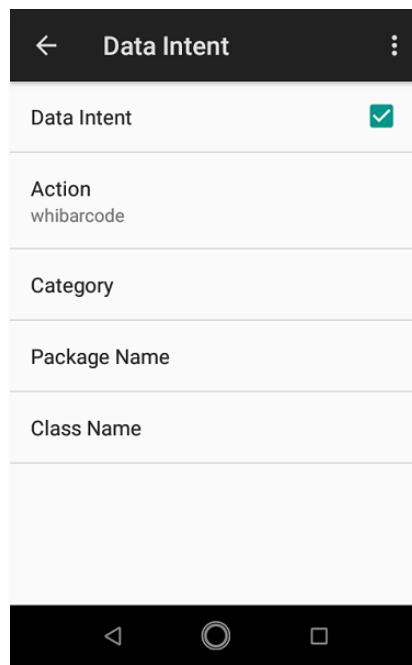 Data Intent
Data Intent
Action
whibarcode
Category
Package Name
Class Name